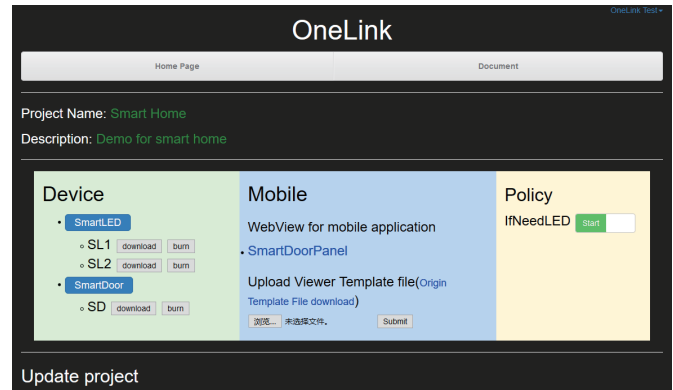 OneLink Test
OneLink
Home Page Document
Project Name: Smart Home
Description: Demo for smart home
Device
SmartLED
SL1 download burn
SL2 download burn
SmartDoor
SD download burn
Mobile
WebView for mobile application
SmartDoorPanel
Upload Viewer Template file(Origin
Template File download)
浏览... 未选择文件。 Submit
Policy
IfNeedLED Start
Update project